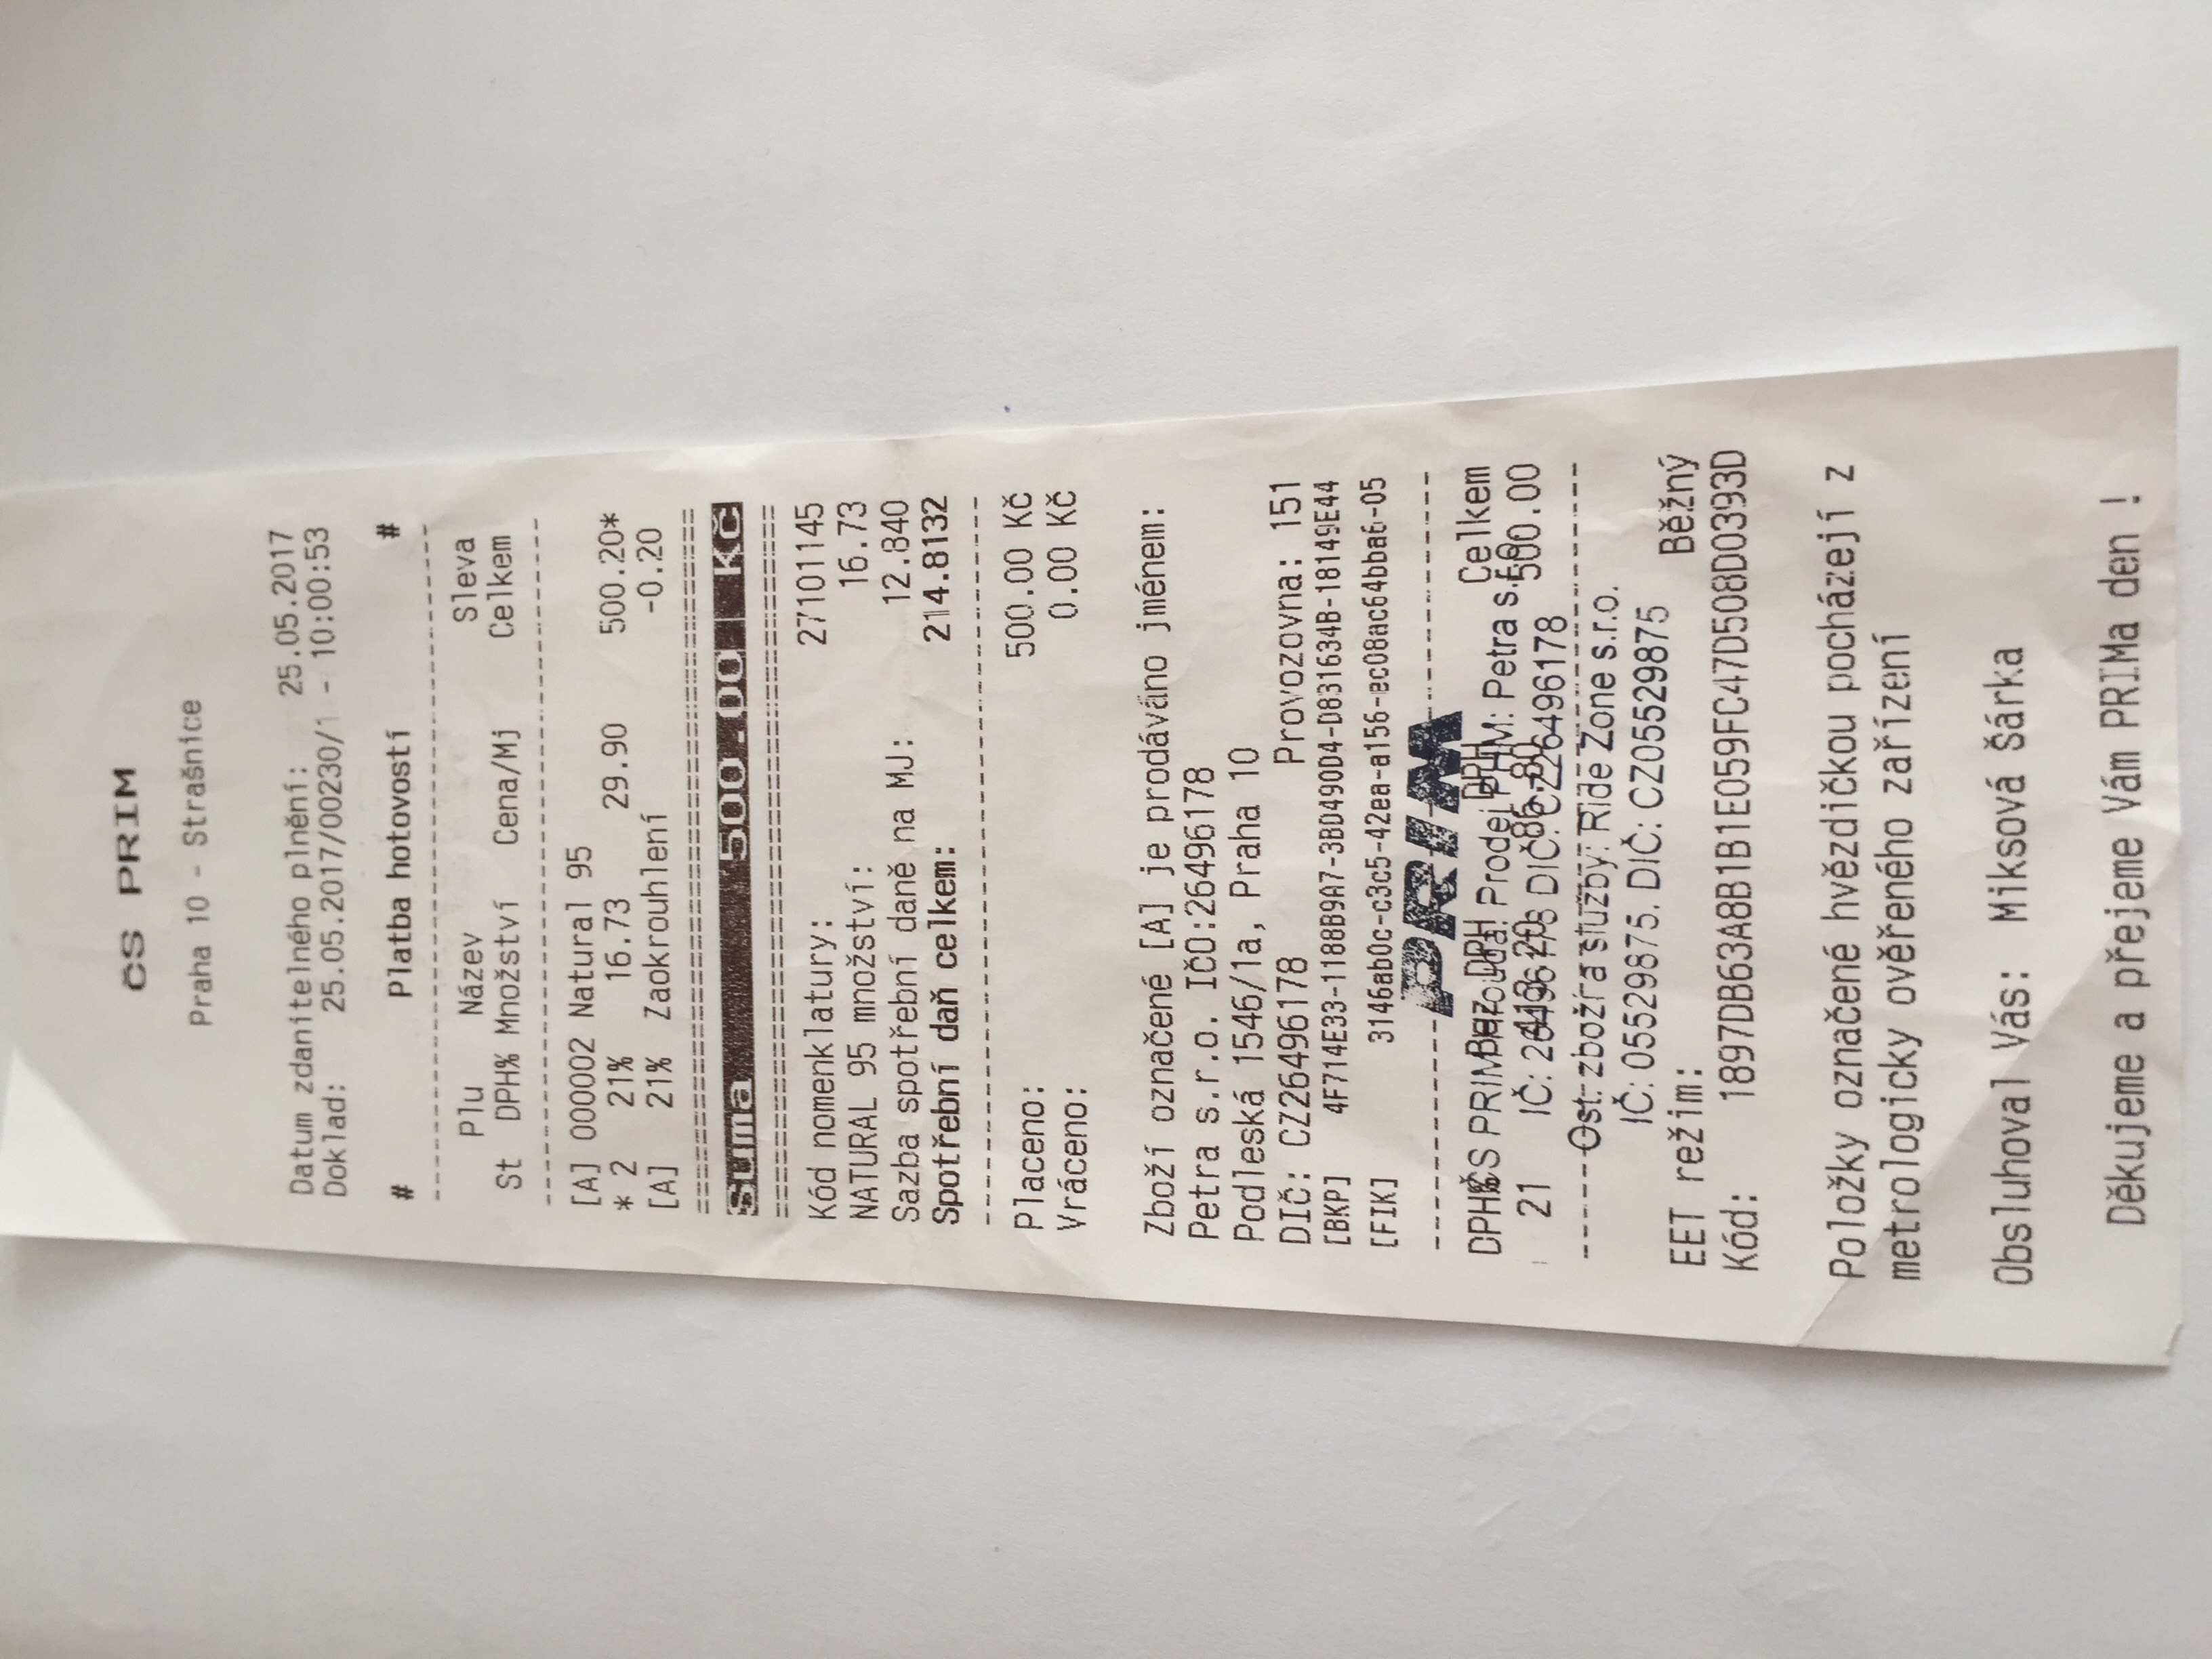 ČS PRIM
Praha 10 - Strašnice
Datum zdanitelného plnění: 25.05.2017
Doklad: 25.05.2017/00230/1 - 10:00:53
# Platba hotovostí #
Plu Název Sleva
St DPH% Množství Cena/Mj Celkem
[A] 000002 Natural 95
* 2 21% 16.73 29.90 500.20*
[A] 21% Zaokrouhlení -0.20
Suma 500.00 Kč
Kód nomenklatury: 27101145
NATURAL 95 množství: 16.73
Sazba spotřební daně na MJ: 12.840
Spotřební daň celkem: 214.8132
Placeno: 500.00 Kč
Vráceno: 0.00 Kč
Zboží označené [A] je prodáváno jménem:
Petra s.r.o. IČO:26496178
Podleská 1546/1a, Praha 10
DIČ: CZ26496178 Provozovna: 151
[BKP] 4F714E33-1188B9A7-3BD490D4-D831634B-18149E44
[FIK] 3146ab0c-c3c5-42ea-a156-ec08ac64bba6-05
PRIM
DPH% Bez DPH DPH Celkem
ČS PRIM Prodej PHM: Petra s.r.o.
21 413.20 86.80 500.00
IČ: 26496178 DIČ: CZ26496178
Ost. zboží a služby: Ride Zone s.r.o.
IČ: 05529875. DIČ: CZ05529875
EET režim: Běžný
Kód: 1897DB63A8B1B1E059FC47D508D0393D
Položky označené hvězdičkou pocházejí z
metrologicky ověřeného zařízení
Obsluhoval Vás: Miksová Šárka
Děkujeme a přejeme Vám PRIMa den !